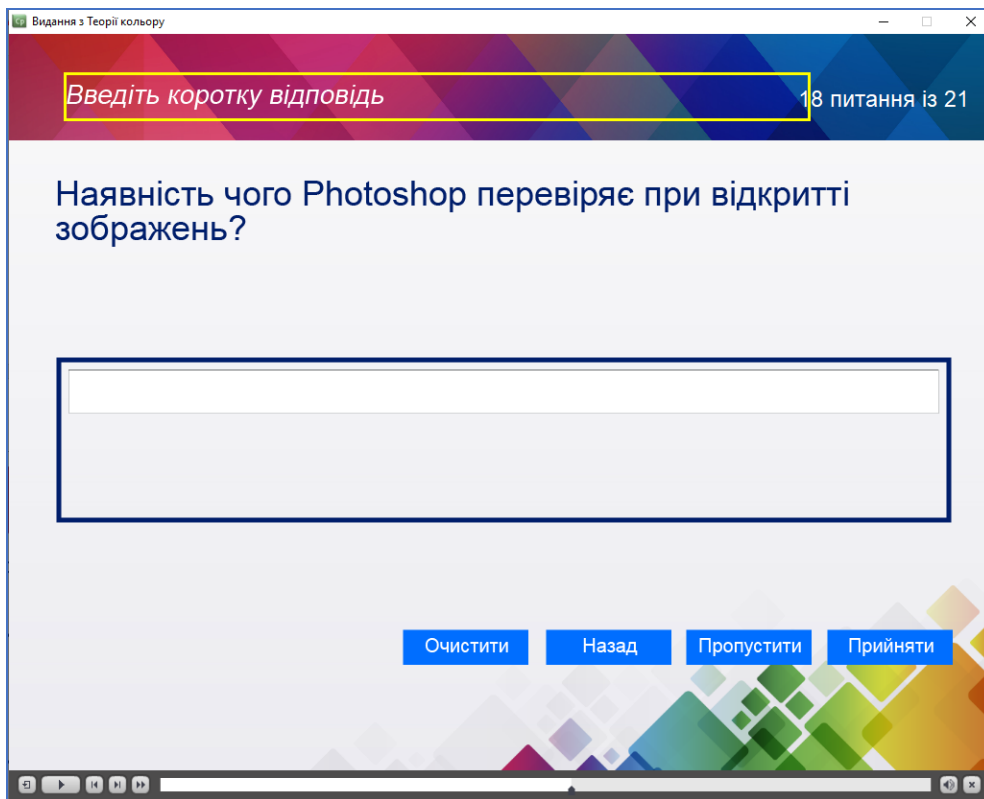 Cp Видання з Теорії кольору
Введіть коротку відповідь
18 питання із 21
Наявність чого Photoshop перевіряє при відкритті
зображень?
Очистити Назад Пропустити Прийняти